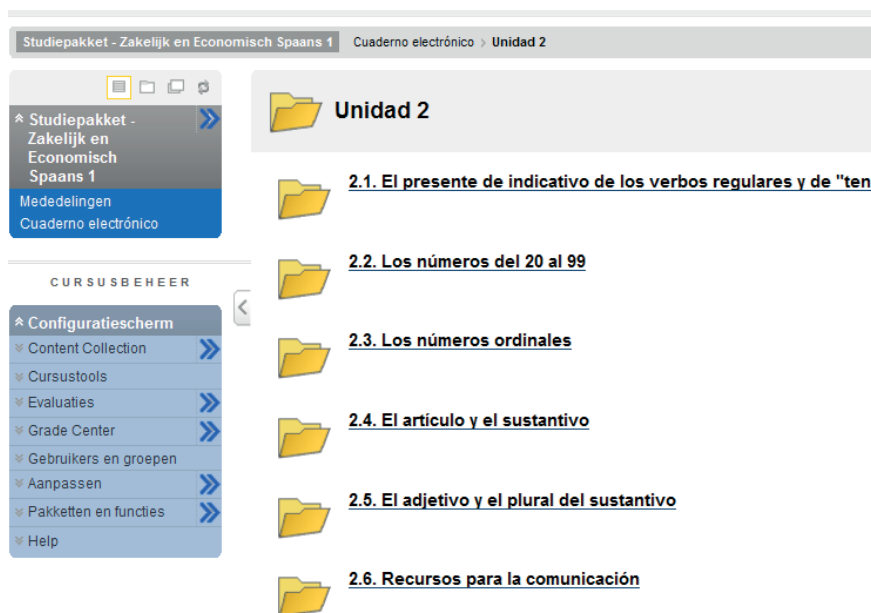 Studiepakket - Zakelijk en Economisch Spaans 1 Cuaderno electrónico > Unidad 2
Studiepakket -
Zakelijk en
Economisch
Spaans 1
Mededelingen
Cuaderno electrónico
CURSUSBEHEER
Configuratiescherm
Content Collection
Cursustools
Evaluaties
Grade Center
Gebruikers en groepen
Aanpassen
Pakketten en functies
Help
Unidad 2
2.1. El presente de indicativo de los verbos regulares y de "ten
2.2. Los números del 20 al 99
2.3. Los números ordinales
2.4. El artículo y el sustantivo
2.5. El adjetivo y el plural del sustantivo
2.6. Recursos para la comunicación